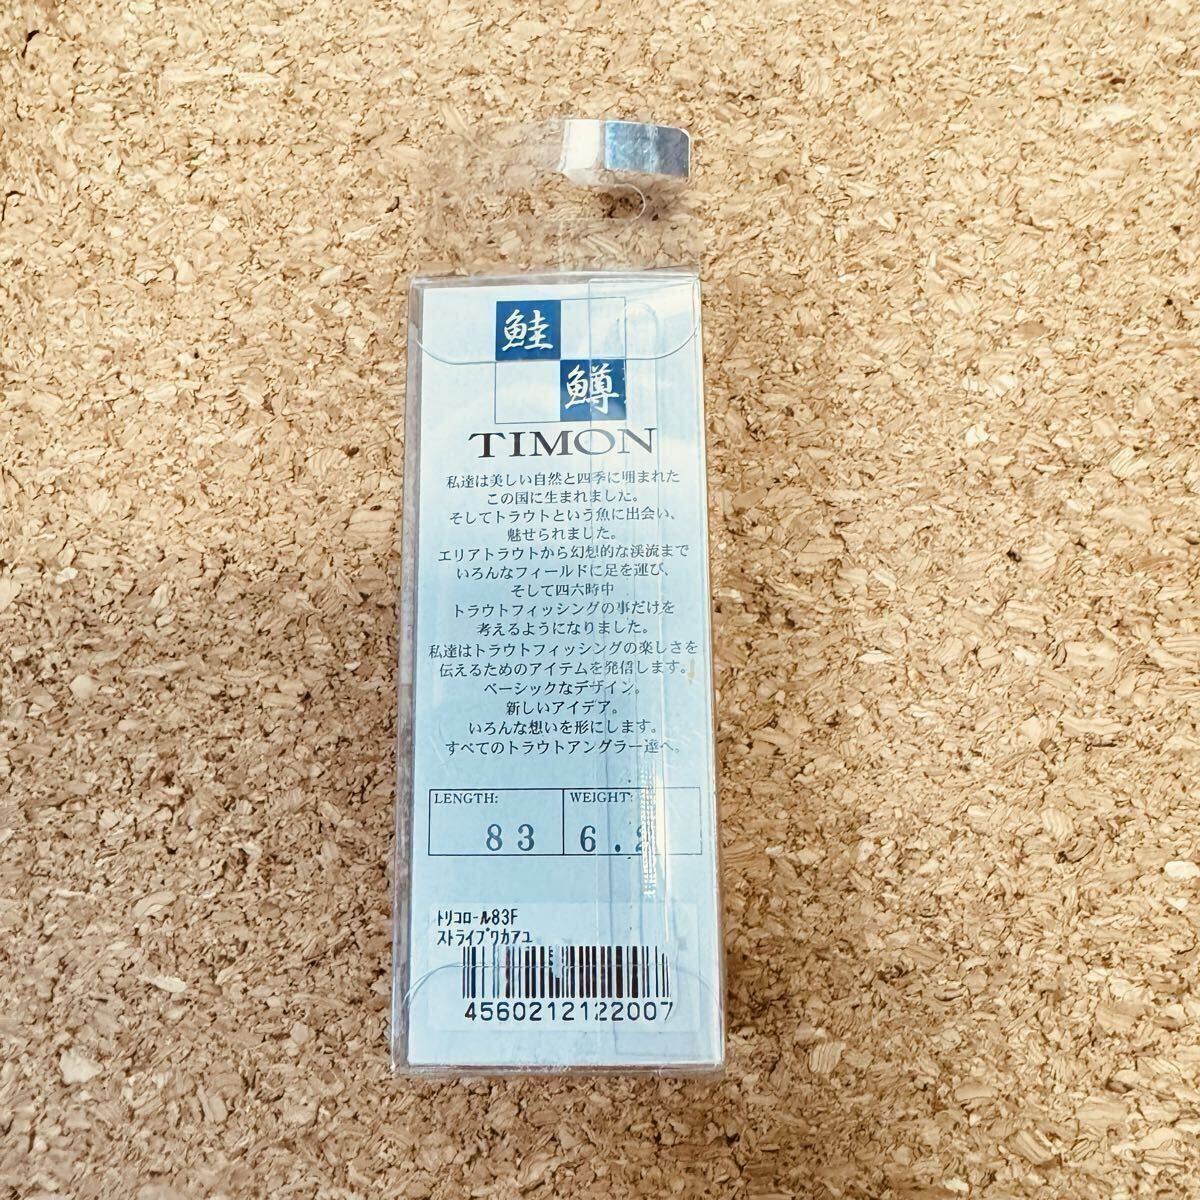 鮭
鱒
TIMON
私達は美しい自然と四季に囲まれた
この国に生まれました。
そしてトラウトという魚に出会い、
魅せられました。
エリアトラウトから幻想的な渓流まで
いろんなフィールドに足を運び、
そして四六時中
トラウトフィッシングの事だけを
考えるようになりました。
私達はトラウトフィッシングの楽しさを
伝えるためのアイテムを発信します。
ベーシックなデザイン。
新しいアイデア。
いろんな想いを形にします。
すべてのトラウトアングラー達へ。
LENGTH: WEIGHT:
83 6.2
ﾄﾘｺﾛｰﾙ83F
ｽﾄﾗｲﾌﾟﾜｶｱﾕ
4560212122007